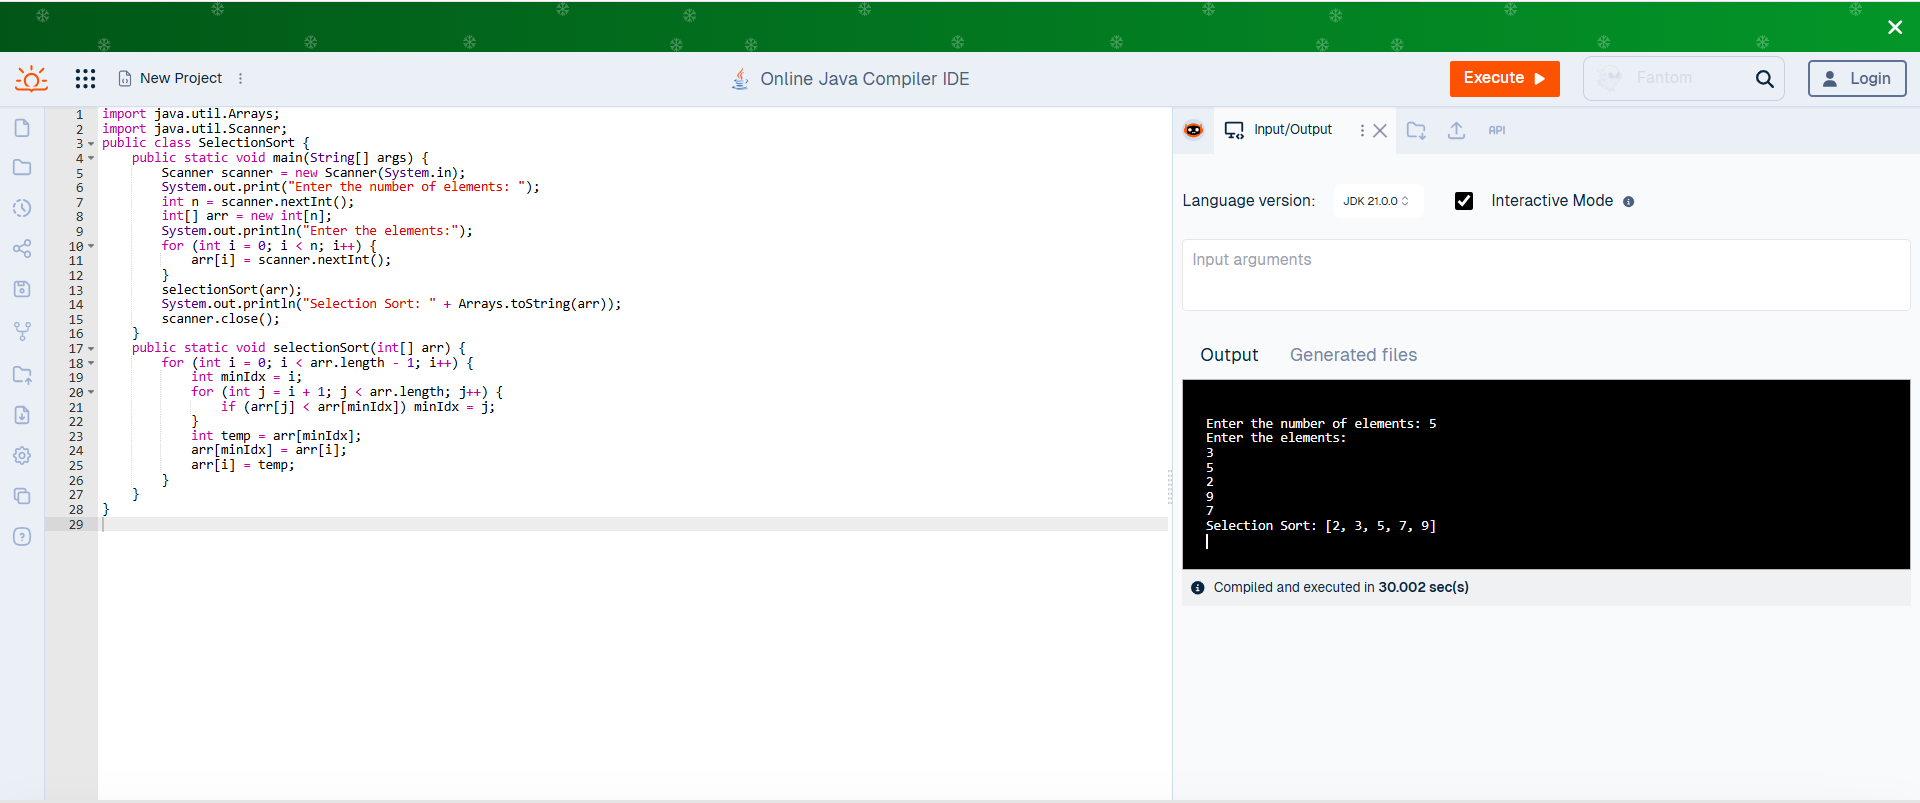 New Project
Online Java Compiler IDE
Execute
Fantom
Login
1 import java.util.Arrays;
2 import java.util.Scanner;
3 public class SelectionSort {
4     public static void main(String[] args) {
5         Scanner scanner = new Scanner(System.in);
6         System.out.print("Enter the number of elements: ");
7         int n = scanner.nextInt();
8         int[] arr = new int[n];
9         System.out.println("Enter the elements:");
10         for (int i = 0; i < n; i++) {
11             arr[i] = scanner.nextInt();
12         }
13         selectionSort(arr);
14         System.out.println("Selection Sort: " + Arrays.toString(arr));
15         scanner.close();
16     }
17     public static void selectionSort(int[] arr) {
18         for (int i = 0; i < arr.length - 1; i++) {
19             int minIdx = i;
20             for (int j = i + 1; j < arr.length; j++) {
21                 if (arr[j] < arr[minIdx]) minIdx = j;
22             }
23             int temp = arr[minIdx];
24             arr[minIdx] = arr[i];
25             arr[i] = temp;
26         }
27     }
28 }
29
Input/Output
API
Language version:
JDK 21.0.0
Interactive Mode
Input arguments
Output
Generated files
Enter the number of elements: 5
Enter the elements:
3
5
2
9
7
Selection Sort: [2, 3, 5, 7, 9]
Compiled and executed in 30.002 sec(s)